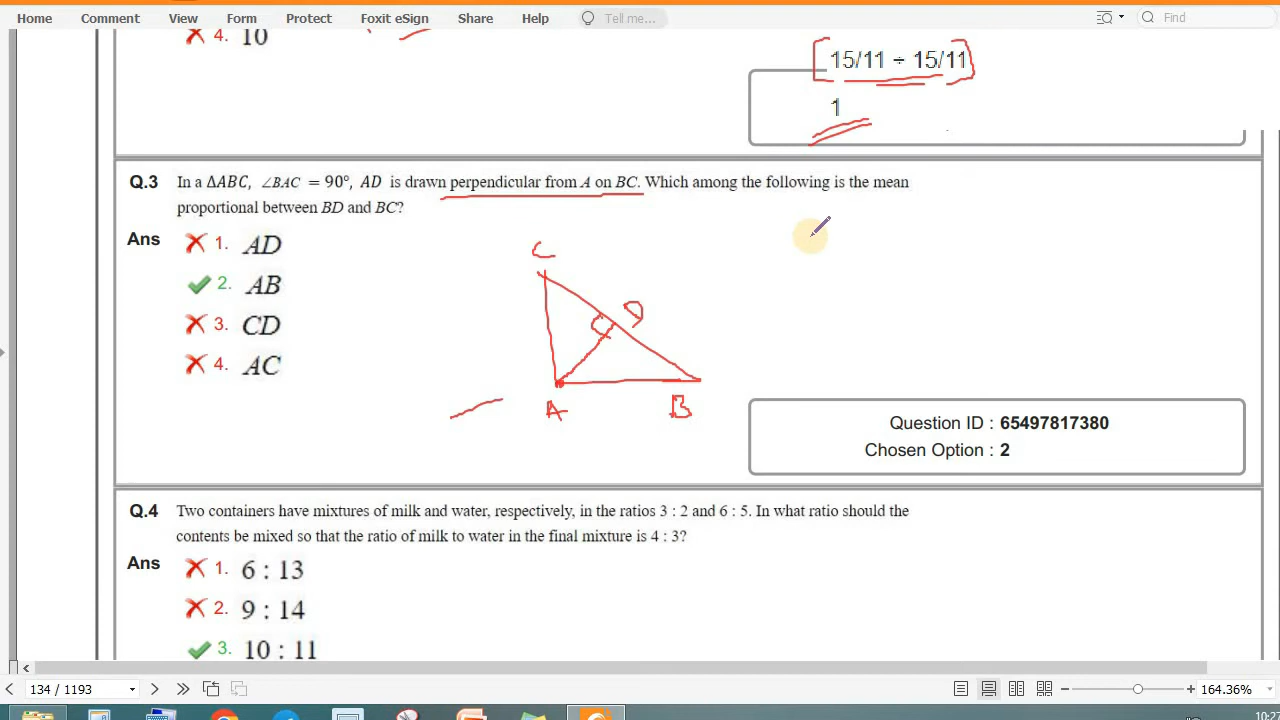 Home Comment View Form Protect Foxit eSign Share Help Tell me... Find
4. 10
15/11 ÷ 15/11
1
Q.3 In a ΔABC, ∠BAC = 90°, AD is drawn perpendicular from A on BC. Which among the following is the mean
proportional between BD and BC?
Ans 1. AD
2. AB
3. CD
4. AC
C
D
A B
Question ID : 65497817380
Chosen Option : 2
Q.4 Two containers have mixtures of milk and water, respectively, in the ratios 3 : 2 and 6 : 5. In what ratio should the
contents be mixed so that the ratio of milk to water in the final mixture is 4 : 3?
Ans 1. 6 : 13
2. 9 : 14
3. 10 : 11
134 / 1193 164.36%